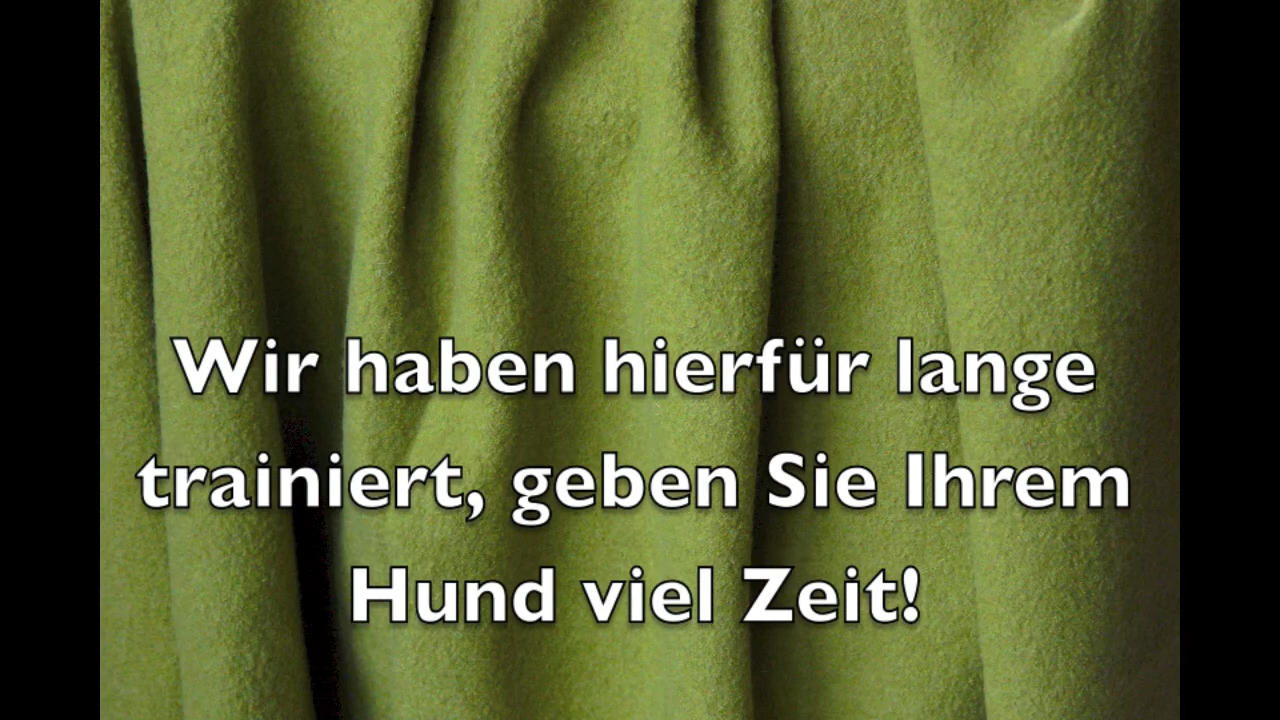 Wir haben hierfür lange
trainiert, geben Sie Ihrem
Hund viel Zeit!